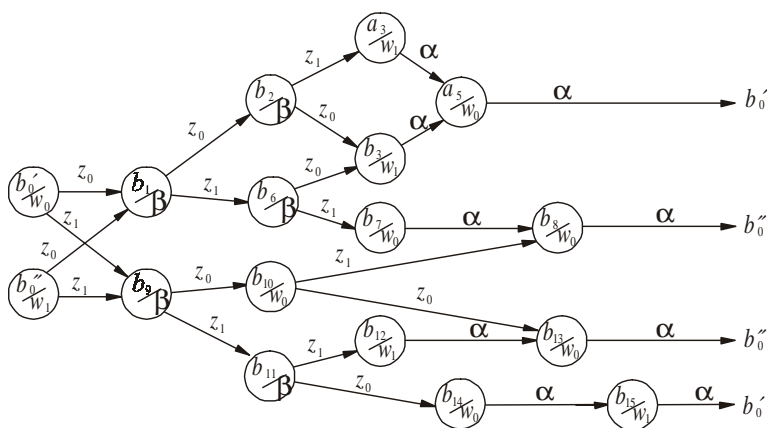 a₃/w₁
z₁ α
b₂/β a₅/w₀ α b₀′
z₀ z₀ α
b₃/w₁
z₀
b₀′/w₀ z₀ b₁/β z₁ b₆/β
z₁ z₁ b₇/w₀ α b₈/w₀ α b₀″
z₀ z₁
b₀″/w₁ z₁ b₉/β z₀ b₁₀/w₀ z₀
z₁ b₁₂/w₁ α b₁₃/w₀ α b₀″
z₁
b₁₁/β z₀
b₁₄/w₀ α b₁₅/w₁ α b₀′